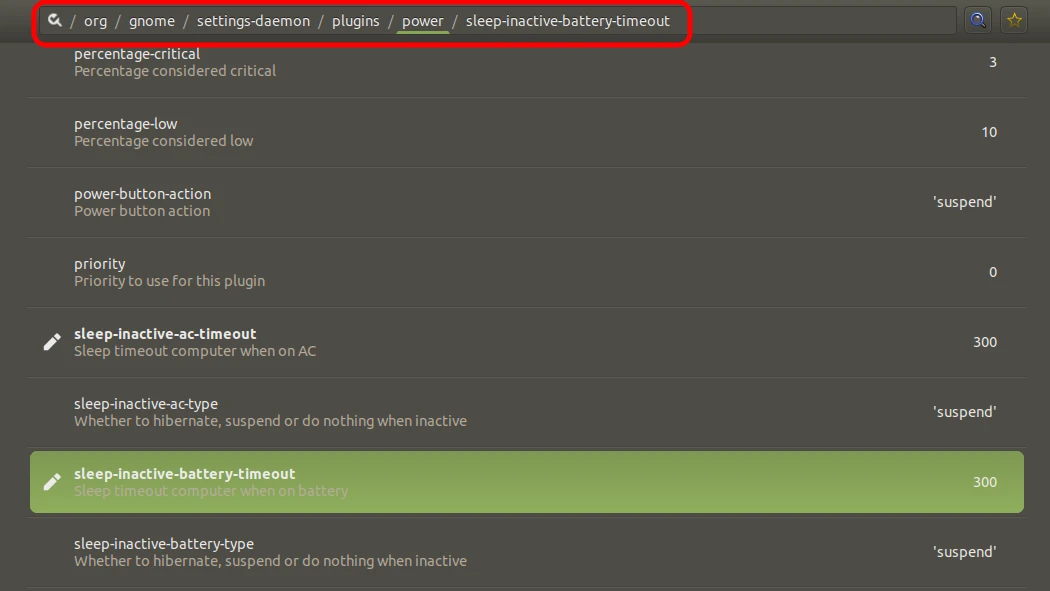 / org / gnome / settings-daemon / plugins / power / sleep-inactive-battery-timeout
percentage-critical
Percentage considered critical
3
percentage-low
Percentage considered low
10
power-button-action
Power button action
'suspend'
priority
Priority to use for this plugin
0
sleep-inactive-ac-timeout
Sleep timeout computer when on AC
300
sleep-inactive-ac-type
Whether to hibernate, suspend or do nothing when inactive
'suspend'
sleep-inactive-battery-timeout
Sleep timeout computer when on battery
300
sleep-inactive-battery-type
Whether to hibernate, suspend or do nothing when inactive
'suspend'